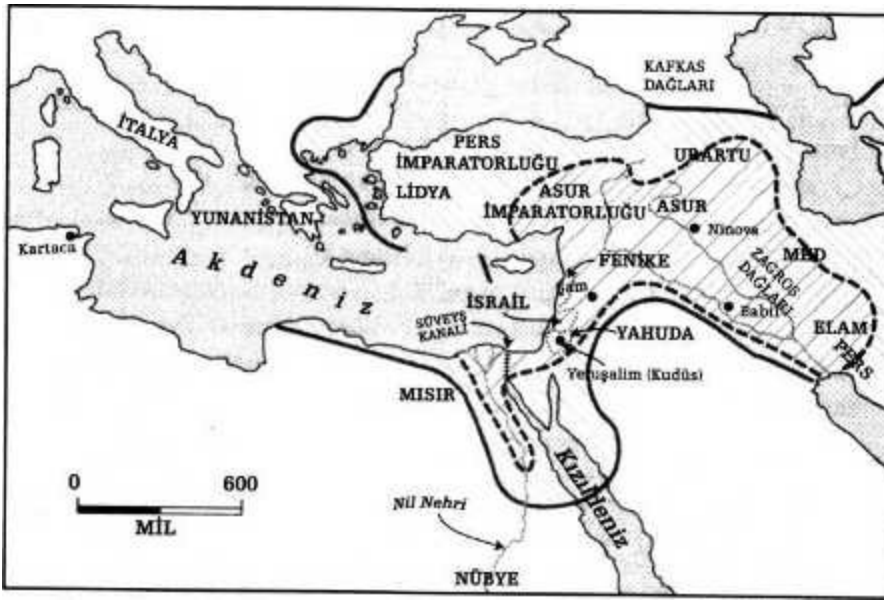 KAFKAS
DAĞLARI
İTALYA
PERS
İMPARATORLUĞU
URARTU
LİDYA
ASUR
İMPARATORLUĞU
ASUR
YUNANİSTAN
Ninova
Kartaca
MED
Akdeniz
FENİKE
ZAGROS
DAĞLARI
Şam
İSRAİL
Babil
SÜVEYŞ
KANALI
YAHUDA
ELAM
PERS
Yeruşalim (Kudüs)
MISIR
Kızıldeniz
0 600
MİL
Nil Nehri
NÜBYE